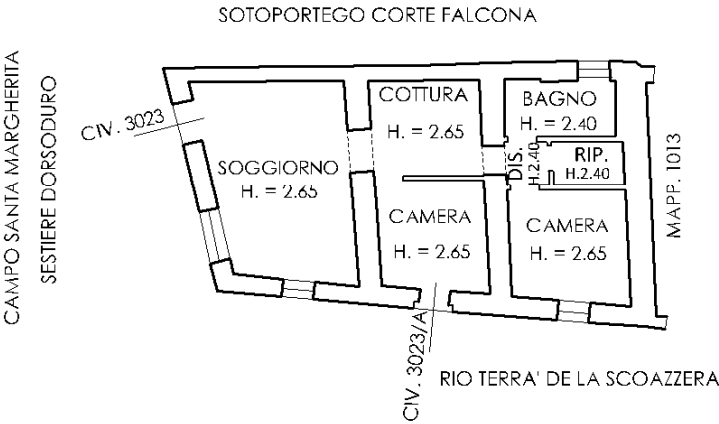 SOTOPORTEGO CORTE FALCONA
CAMPO SANTA MARGHERITA
SESTIERE DORSODURO
CIV. 3023
SOGGIORNO
H. = 2.65
COTTURA
H. = 2.65
BAGNO
H. = 2.40
DIS.
H.2.40
RIP.
H.2.40
CAMERA
H. = 2.65
CAMERA
H. = 2.65
MAPP. 1013
CIV. 3023/A
RIO TERRA' DE LA SCOAZZERA